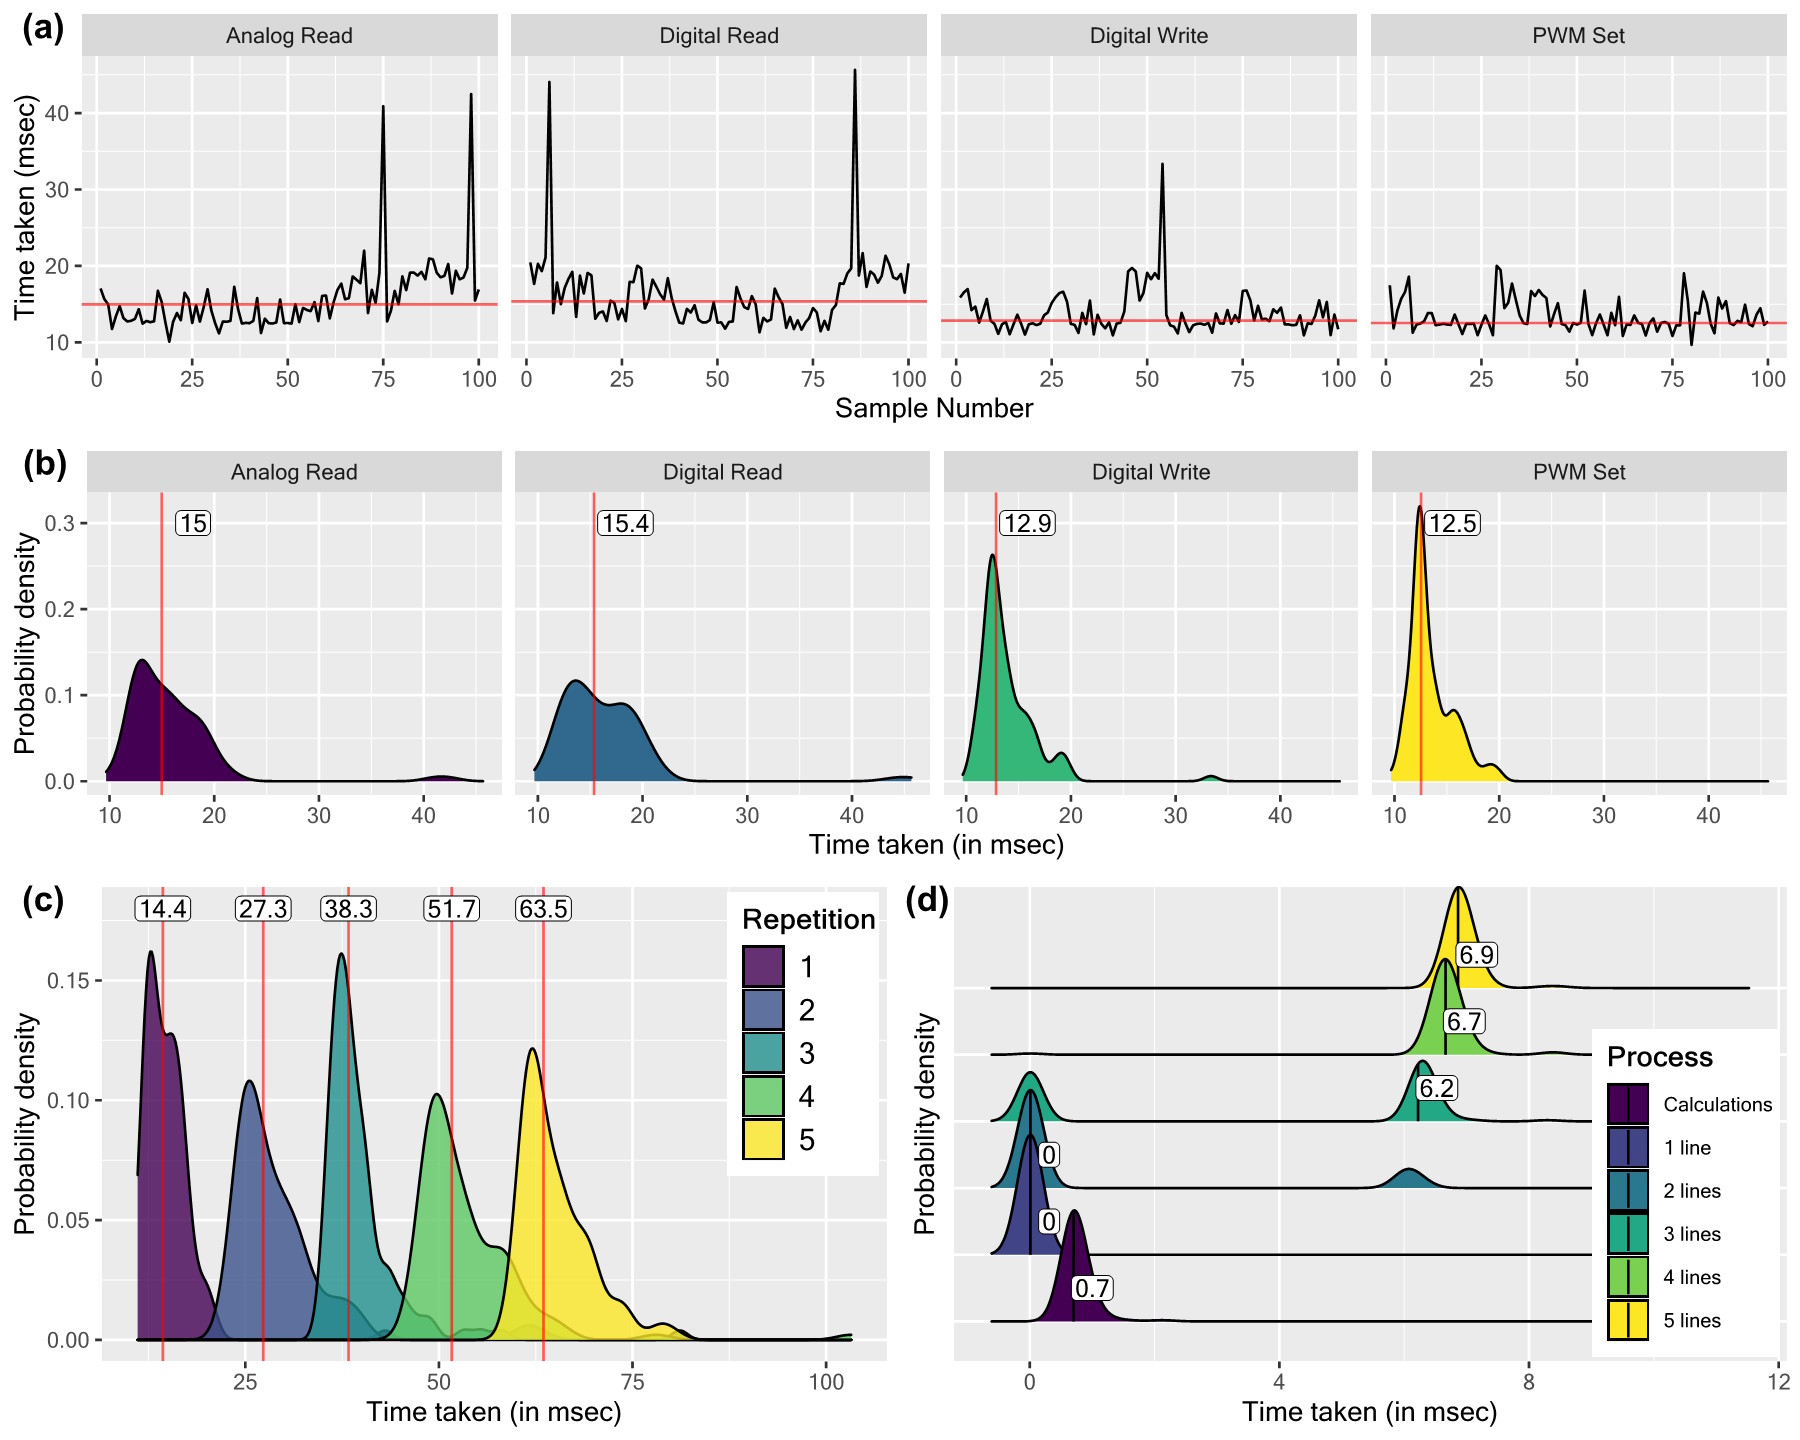 (a)
Analog Read Digital Read Digital Write PWM Set
Time taken (msec)
40
30
20
10
0 25 50 75 100 0 25 50 75 100 0 25 50 75 100 0 25 50 75 100
Sample Number
(b)
Analog Read Digital Read Digital Write PWM Set
Probability density
0.3
0.2
0.1
0.0
15 15.4 12.9 12.5
10 20 30 40 10 20 30 40 10 20 30 40 10 20 30 40
Time taken (in msec)
(c)
14.4 27.3 38.3 51.7 63.5
Probability density
0.15
0.10
0.05
0.00
Repetition
1
2
3
4
5
25 50 75 100
Time taken (in msec)
(d)
Probability density
6.9
6.7
6.2
0
0
0.7
Process
Calculations
1 line
2 lines
3 lines
4 lines
5 lines
0 4 8 12
Time taken (in msec)